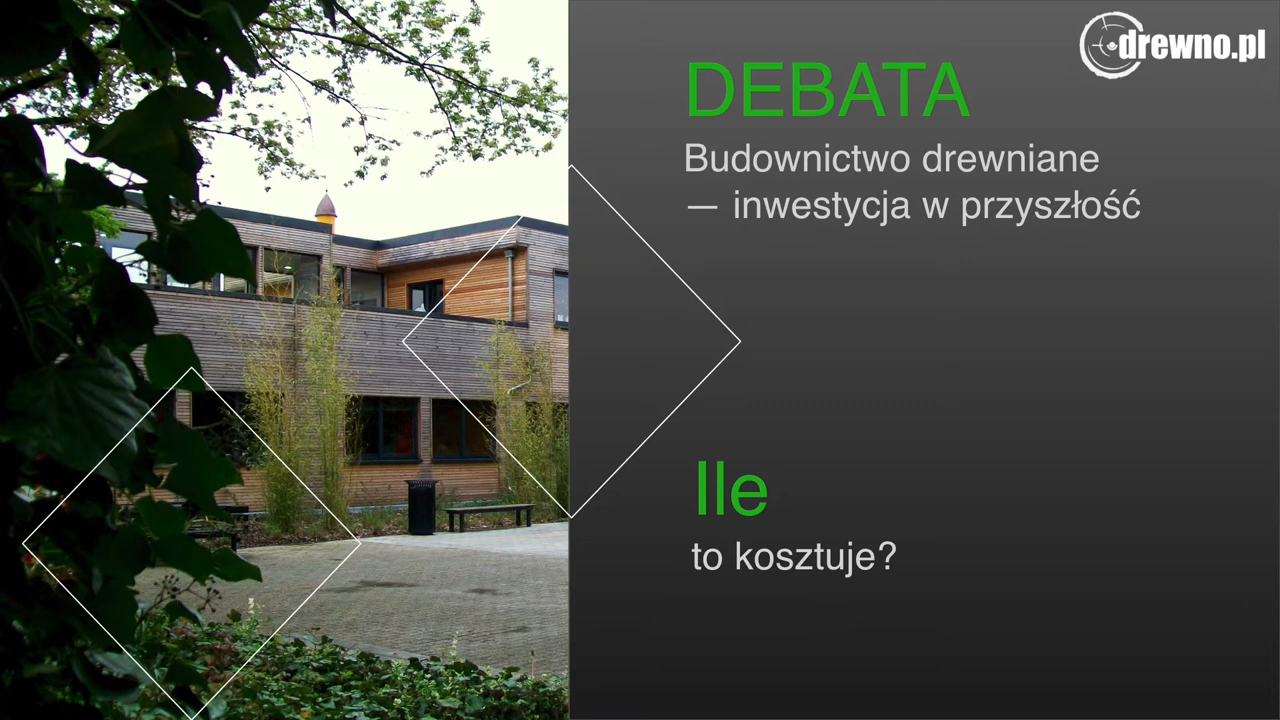 drewno.pl
DEBATA
Budownictwo drewniane
— inwestycja w przyszłość
Ile
to kosztuje?